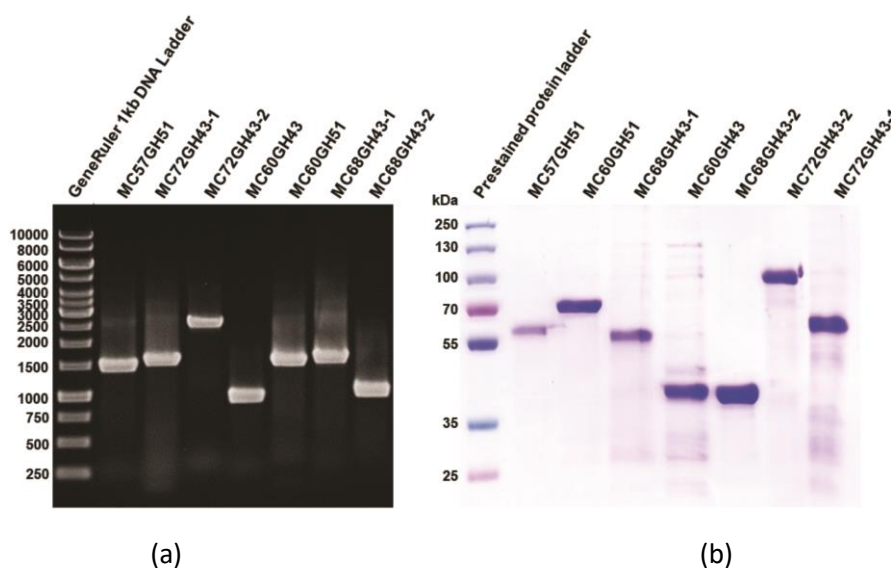 GeneRuler 1kb DNA Ladder
MC57GH51
MC72GH43-1
MC72GH43-2
MC60GH43
MC60GH51
MC68GH43-1
MC68GH43-2
10000
8000
6000
5000
4000
3500
3000
2500
2000
1500
1000
750
500
250
(a)
Prestained protein ladder
MC57GH51
MC60GH51
MC68GH43-1
MC60GH43
MC68GH43-2
MC72GH43-2
MC72GH43-1
kDa
250
130
100
70
55
35
25
(b)